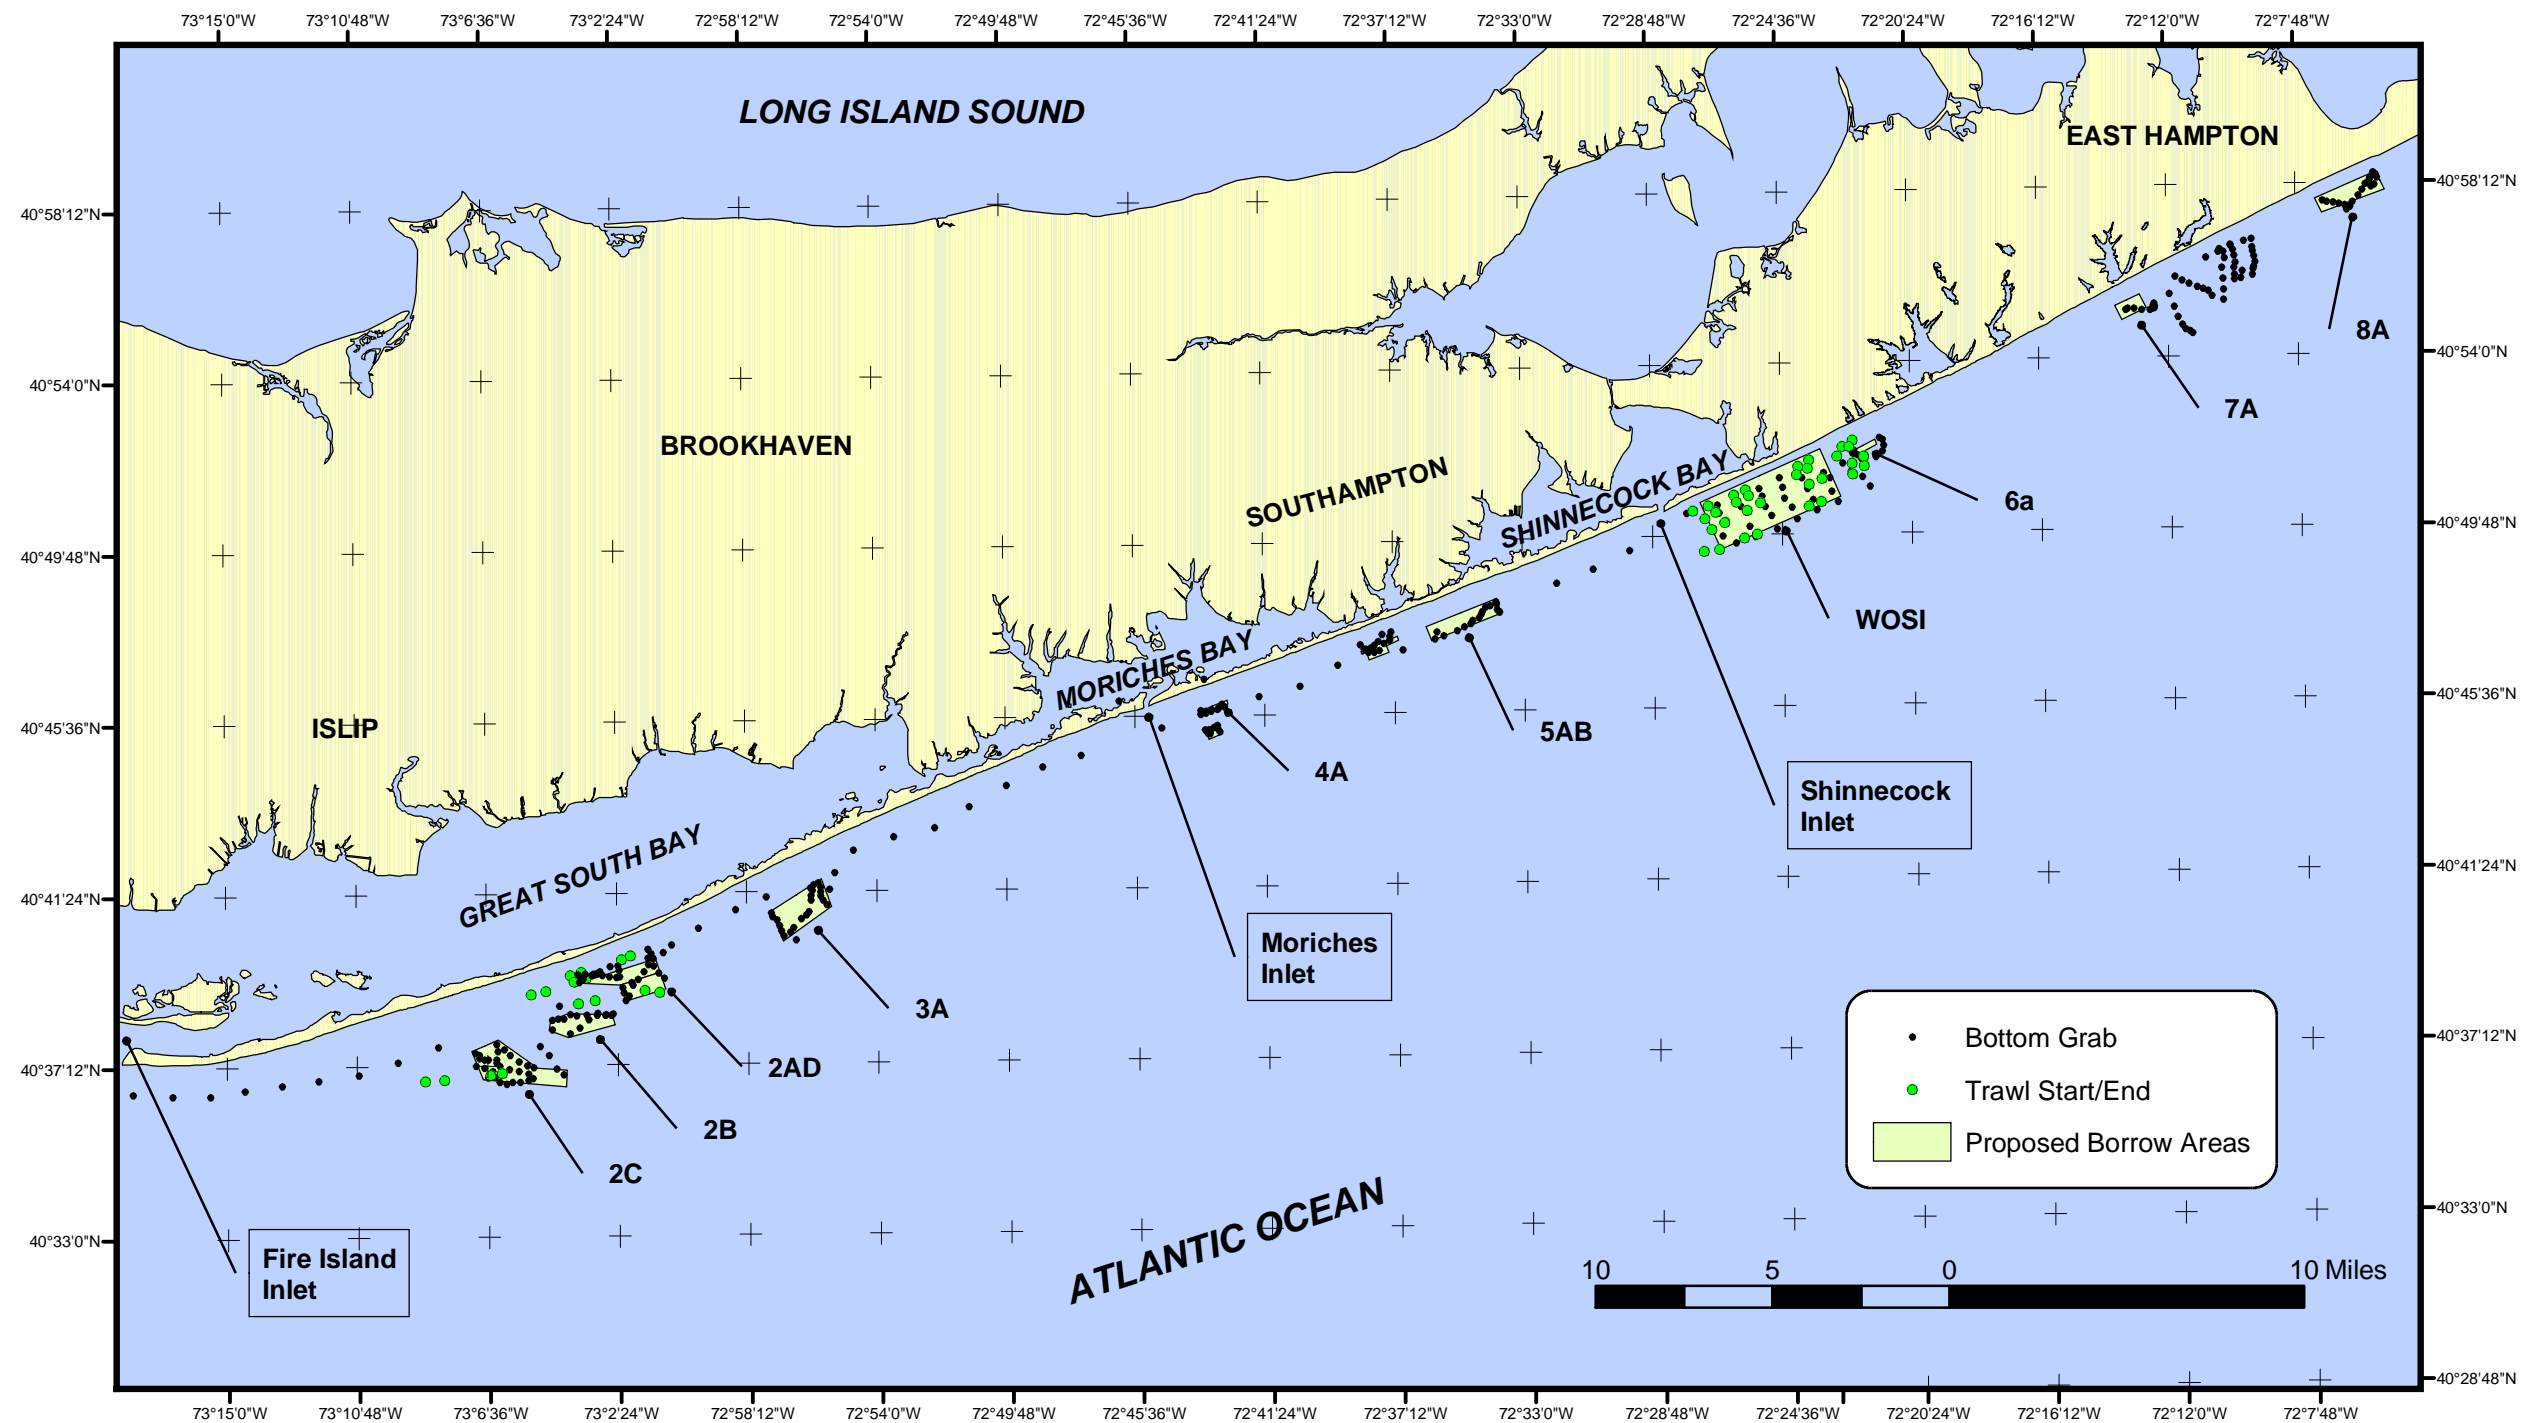 73°15'0"W 73°10'48"W 73°6'36"W 73°2'24"W 72°58'12"W 72°54'0"W 72°49'48"W 72°45'36"W 72°41'24"W 72°37'12"W 72°33'0"W 72°28'48"W 72°24'36"W 72°20'24"W 72°16'12"W 72°12'0"W 72°7'48"W
LONG ISLAND SOUND
EAST HAMPTON
40°58'12"N
40°58'12"N
8A
40°54'0"N
40°54'0"N
7A
BROOKHAVEN
SOUTHAMPTON
SHINNECOCK BAY
6a
40°49'48"N
40°49'48"N
WOSI
MORICHES BAY
40°45'36"N
40°45'36"N
ISLIP
5AB
4A
Shinnecock
Inlet
GREAT SOUTH BAY
40°41'24"N
40°41'24"N
Moriches
Inlet
3A
40°37'12"N
40°37'12"N
2AD
2B
2C
Bottom Grab
Trawl Start/End
Proposed Borrow Areas
ATLANTIC OCEAN
40°33'0"N
40°33'0"N
Fire Island
Inlet
10 5 0 10 Miles
40°28'48"N
73°15'0"W 73°10'48"W 73°6'36"W 73°2'24"W 72°58'12"W 72°54'0"W 72°49'48"W 72°45'36"W 72°41'24"W 72°37'12"W 72°33'0"W 72°28'48"W 72°24'36"W 72°20'24"W 72°16'12"W 72°12'0"W 72°7'48"W